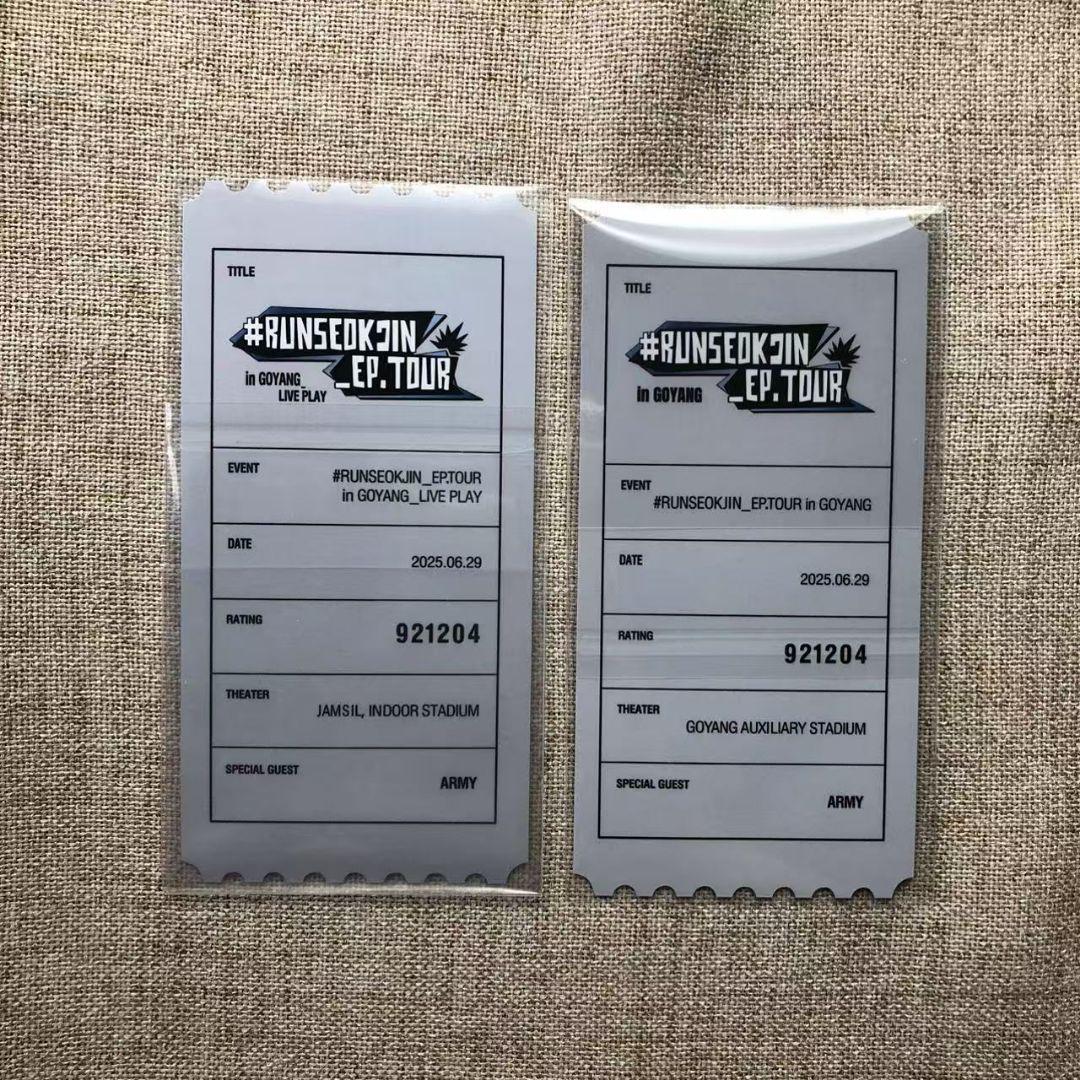 TITLE
#RUNSEOKJIN
_EP.TOUR
in GOYANG_
LIVE PLAY
EVENT
#RUNSEOKJIN_EP.TOUR
in GOYANG_LIVE PLAY
DATE
2025.06.29
RATING
921204
THEATER
JAMSIL, INDOOR STADIUM
SPECIAL GUEST
ARMY
TITLE
#RUNSEOKJIN
_EP.TOUR
in GOYANG
EVENT
#RUNSEOKJIN_EP.TOUR in GOYANG
DATE
2025.06.29
RATING
921204
THEATER
GOYANG AUXILIARY STADIUM
SPECIAL GUEST
ARMY